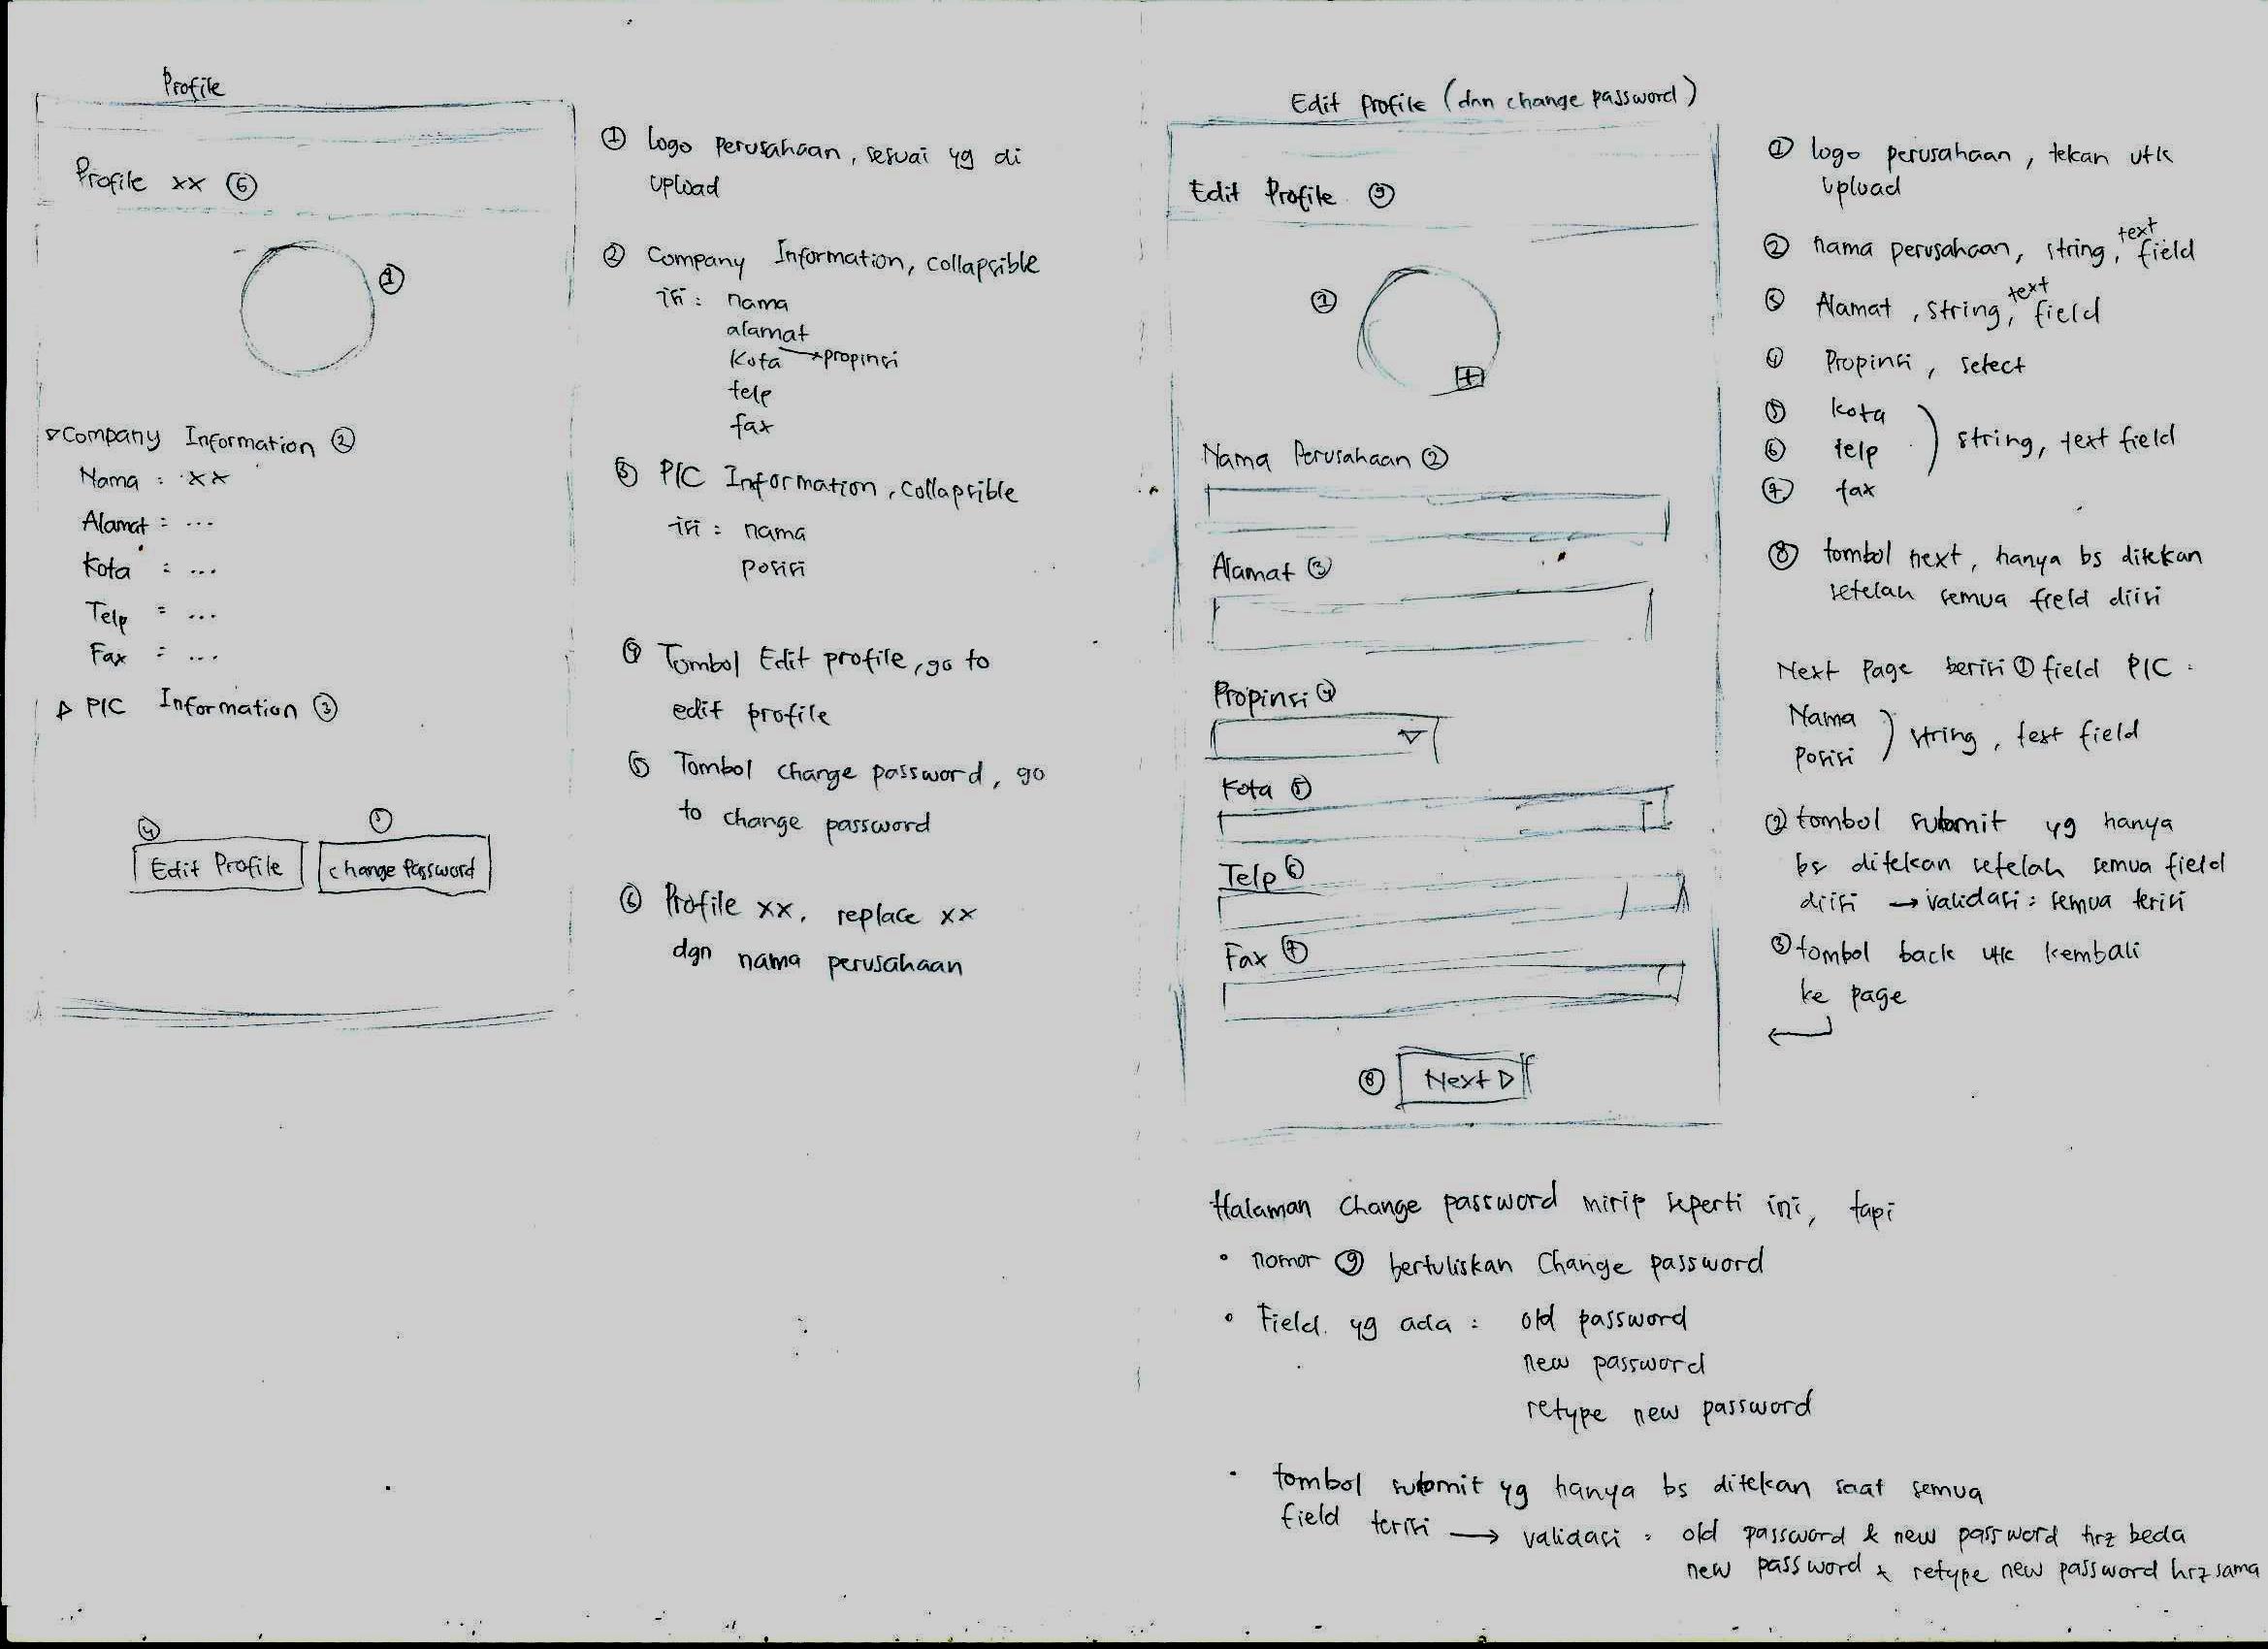 Profile
Profile xx ⑥
①
▽ Company Information ②
Nama : xx
Alamat : ...
Kota : ...
Telp : ...
Fax : ...
▷ PIC Information ③
④
Edit Profile
⑤
Change Password
① logo perusahaan, sesuai yg di
upload
② Company Information, collapsible
isi : nama
alamat
kota → propinsi
telp
fax
③ PIC Information, collapsible
isi : nama
posisi
④ Tombol Edit profile, go to
edit profile
⑤ Tombol change password, go
to change password
⑥ Profile xx, replace xx
dgn nama perusahaan
Edit Profile (dan change password)
Edit Profile ⑨
①
+
Nama Perusahaan ②
Alamat ③
Propinsi ④
Kota ⑤
Telp ⑥
Fax ⑦
⑧ Next ▷
① logo perusahaan, tekan utk
upload
② nama perusahaan, string, text field
③ Alamat, string, text field
④ Propinsi, select
⑤ kota
⑥ telp ) string, text field
⑦ fax
⑧ tombol next, hanya bs ditekan
setelah semua field diisi
Next Page berisi ① field PIC :
Nama
Posisi ) string, text field
② tombol submit yg hanya
bs ditekan setelah semua field
diisi → validasi : semua terisi
③ tombol back utk kembali
ke page
Halaman Change password mirip seperti ini, tapi
• nomor ⑨ bertuliskan Change password
• Field yg ada : old password
new password
retype new password
• tombol submit yg hanya bs ditekan saat semua
field terisi → validasi : old password & new password hrz beda
new password & retype new password hrz sama